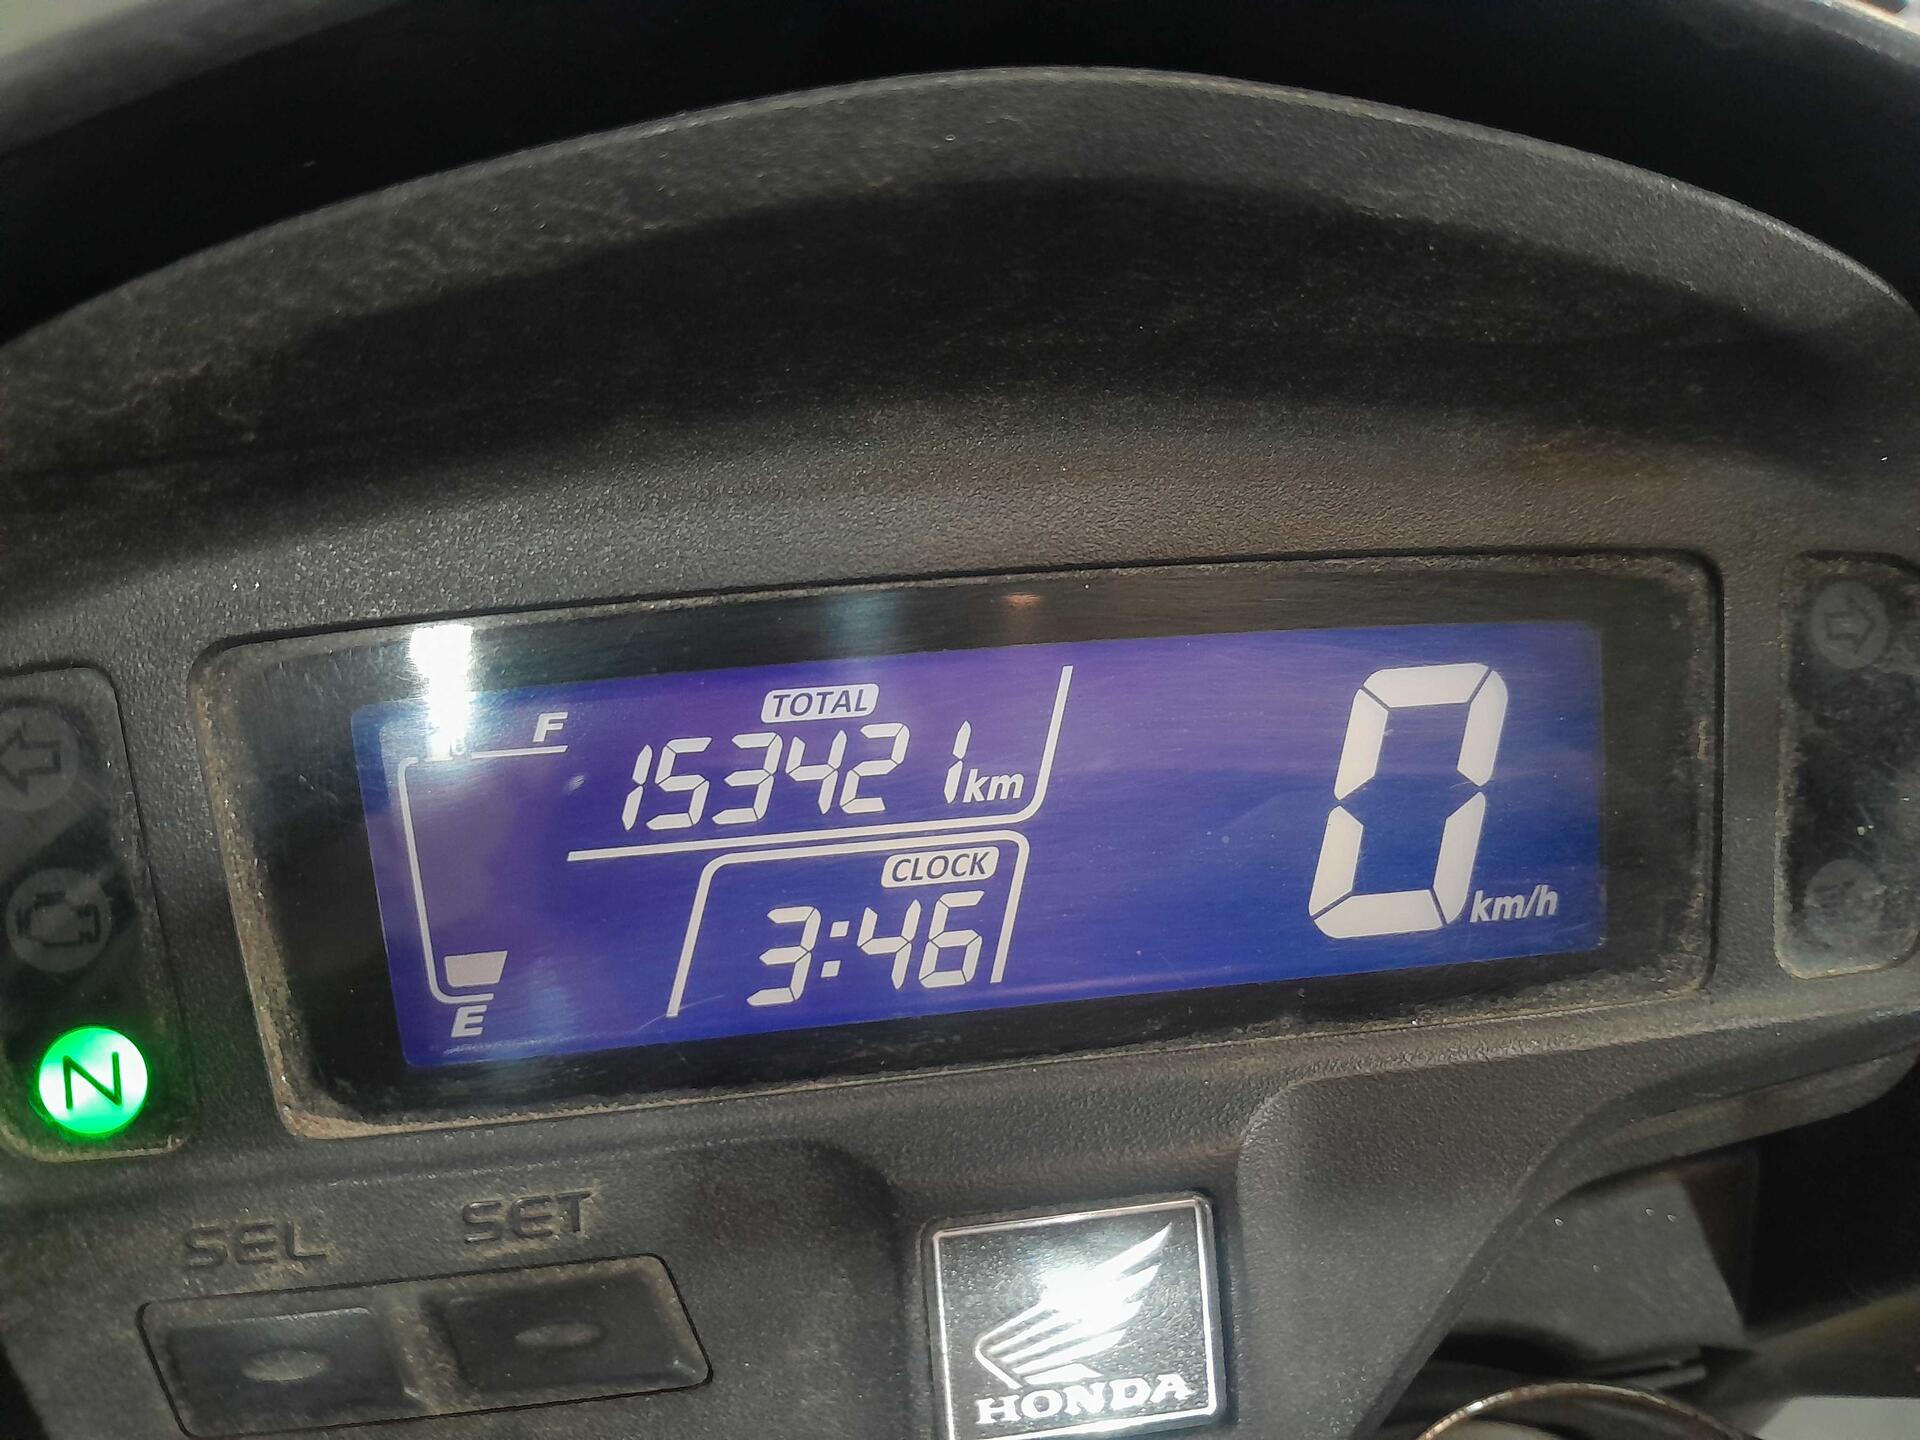 F
TOTAL
153421 km
CLOCK
3:46
0 km/h
E
N
SEL SET
HONDA